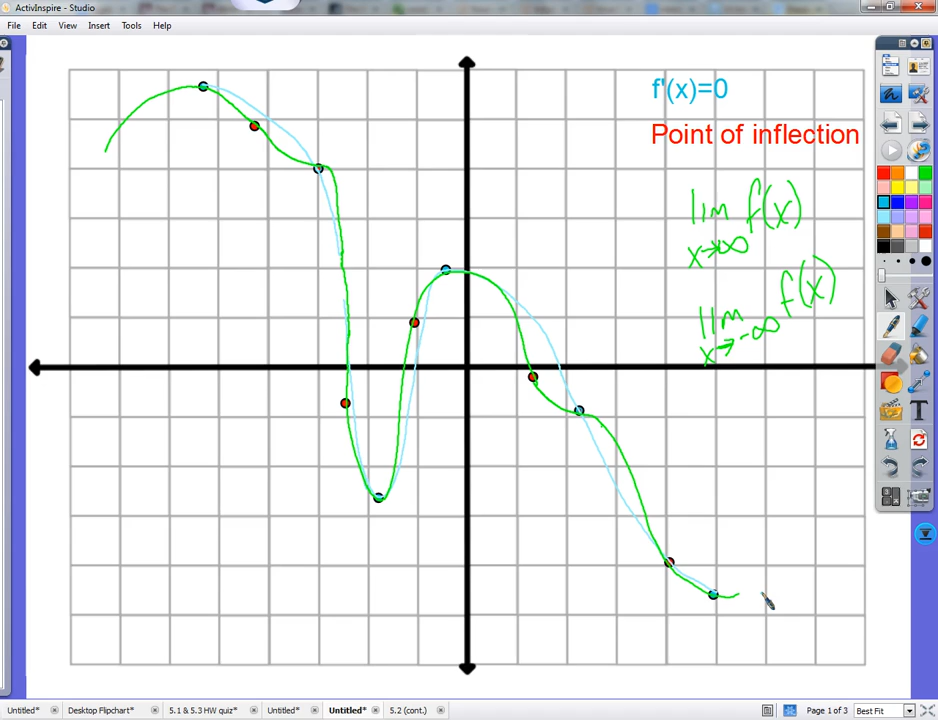 ActivInspire - Studio
File Edit View Insert Tools Help
f'(x)=0
Point of inflection
lim f(x)
x→∞
lim f(x)
x→-∞
Untitled* Desktop Flipchart* 5.1 & 5.3 HW quiz* Untitled* Untitled* 5.2 (cont.) Page 1 of 3 Best Fit